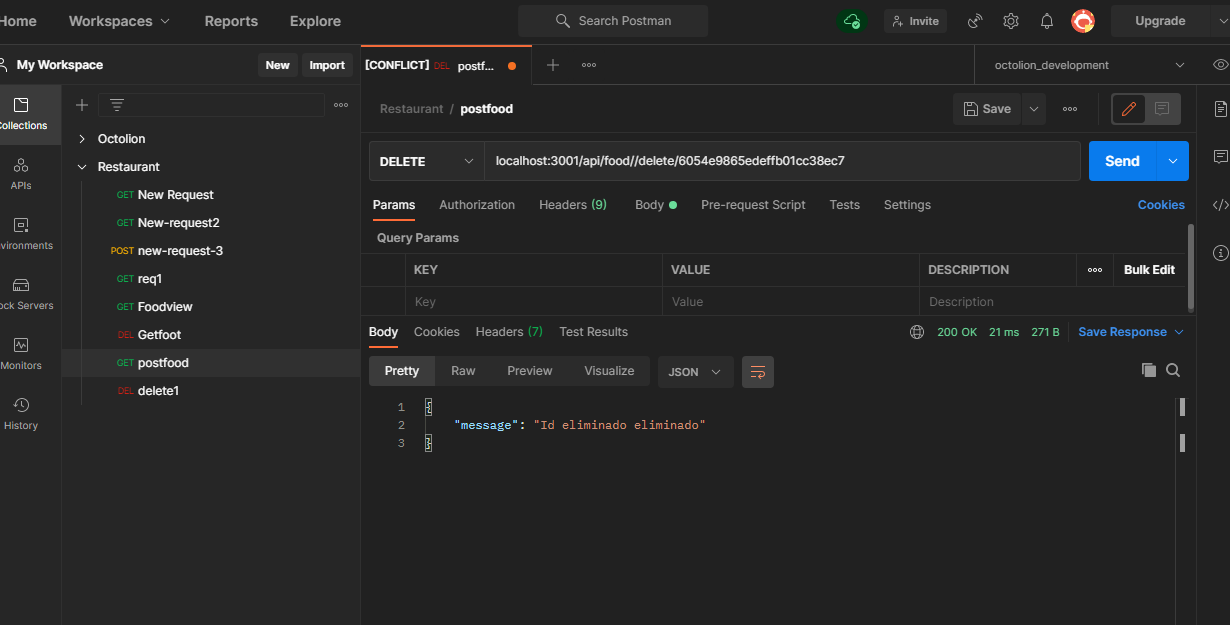 Home Workspaces Reports Explore Search Postman Invite Upgrade
My Workspace New Import [CONFLICT] DEL postf... octolion_development
Collections
Restaurant / postfood Save
Octolion
Restaurant
DELETE localhost:3001/api/food//delete/6054e9865edeffb01cc38ec7 Send
APIs
GET New Request
Params Authorization Headers (9) Body Pre-request Script Tests Settings Cookies
GET New-request2
Query Params
vironments
POST new-request-3
KEY VALUE DESCRIPTION Bulk Edit
GET req1
Key Value Description
ock Servers
GET Foodview
Body Cookies Headers (7) Test Results 200 OK 21 ms 271 B Save Response
DEL Getfoot
Monitors
GET postfood
Pretty Raw Preview Visualize JSON
DEL delete1
1 {
History
2 "message": "Id eliminado eliminado"
3 }